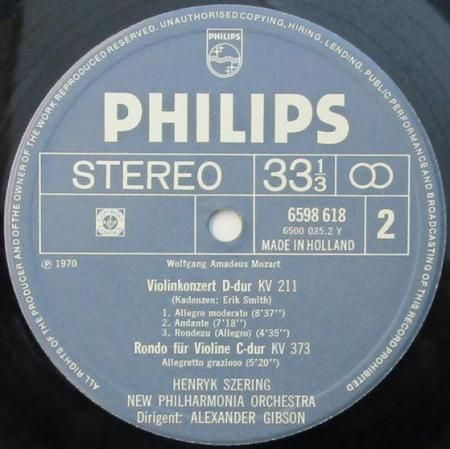 ALL RIGHTS OF THE PRODUCER AND OF THE OWNER OF THE WORK REPRODUCED RESERVED. UNAUTHORISED COPYING, HIRING, LENDING, PUBLIC PERFORMANCE AND BROADCASTING OF THIS RECORD PROHIBITED
PHILIPS
PHILIPS
STEREO 33 1/3
6598 618
6500 035.2 Y
MADE IN HOLLAND
2
℗ 1970
Wolfgang Amadeus Mozart
Violinkonzert D-dur KV 211
(Kadenzen: Erik Smith)
1. Allegro moderato (8'37'')
2. Andante (7'18'')
3. Rondeau (Allegro) (4'35'')
Rondo für Violine C-dur KV 373
Allegretto grazioso (5'20'')
HENRYK SZERING
NEW PHILHARMONIA ORCHESTRA
Dirigent: ALEXANDER GIBSON